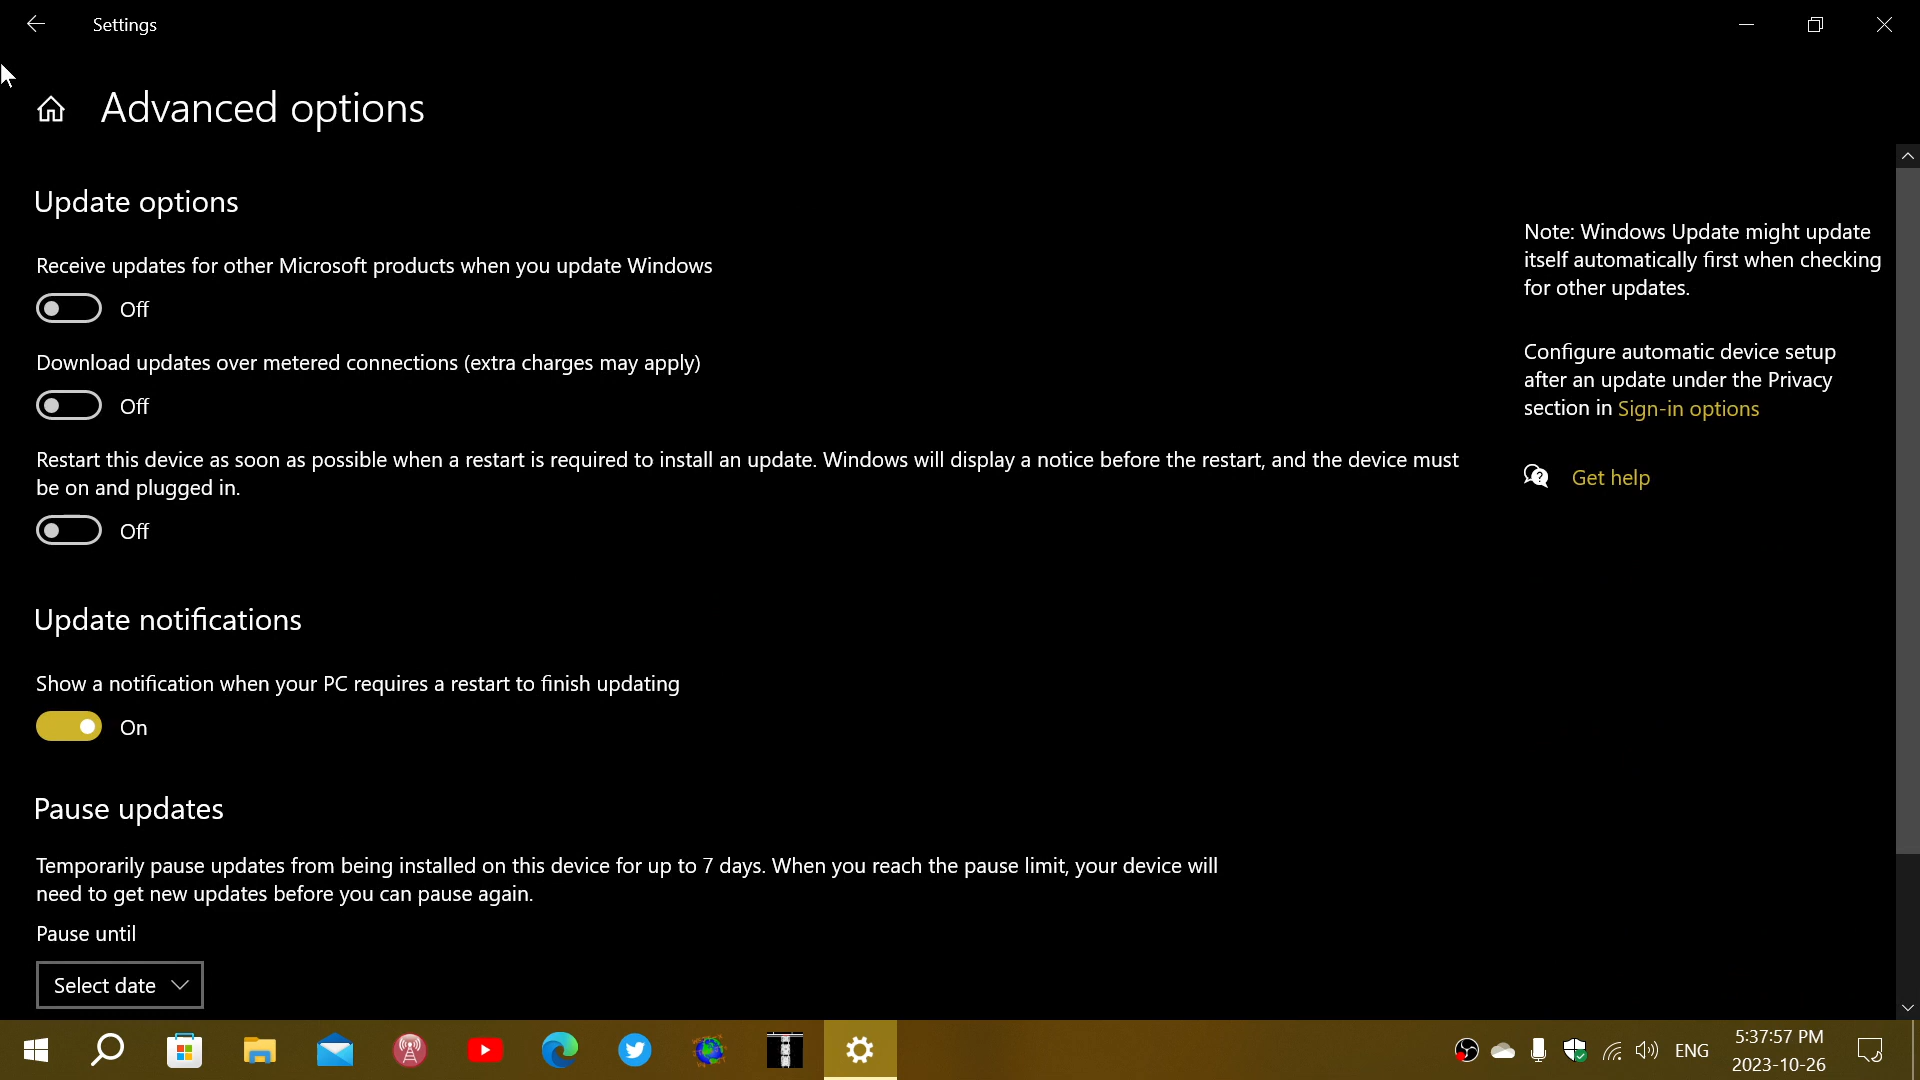 Settings
Advanced options
Update options
Receive updates for other Microsoft products when you update Windows
Off
Download updates over metered connections (extra charges may apply)
Off
Restart this device as soon as possible when a restart is required to install an update. Windows will display a notice before the restart, and the device must
be on and plugged in.
Off
Update notifications
Show a notification when your PC requires a restart to finish updating
On
Pause updates
Temporarily pause updates from being installed on this device for up to 7 days. When you reach the pause limit, your device will
need to get new updates before you can pause again.
Pause until
Select date
Note: Windows Update might update
itself automatically first when checking
for other updates.
Configure automatic device setup
after an update under the Privacy
section in Sign-in options
Get help
ENG
5:37:57 PM
2023-10-26